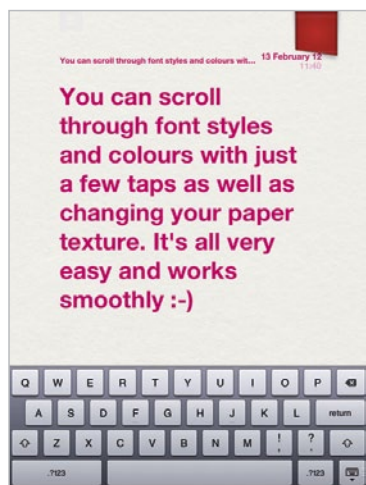 You can scroll through font styles and colours wit... 13 February 12
11:40
You can scroll
through font styles
and colours with just
a few taps as well as
changing your paper
texture. It's all very
easy and works
smoothly :-)
Q W E R T Y U I O P
A S D F G H J K L return
Z X C V B N M ! , ? .
.?123 .?123